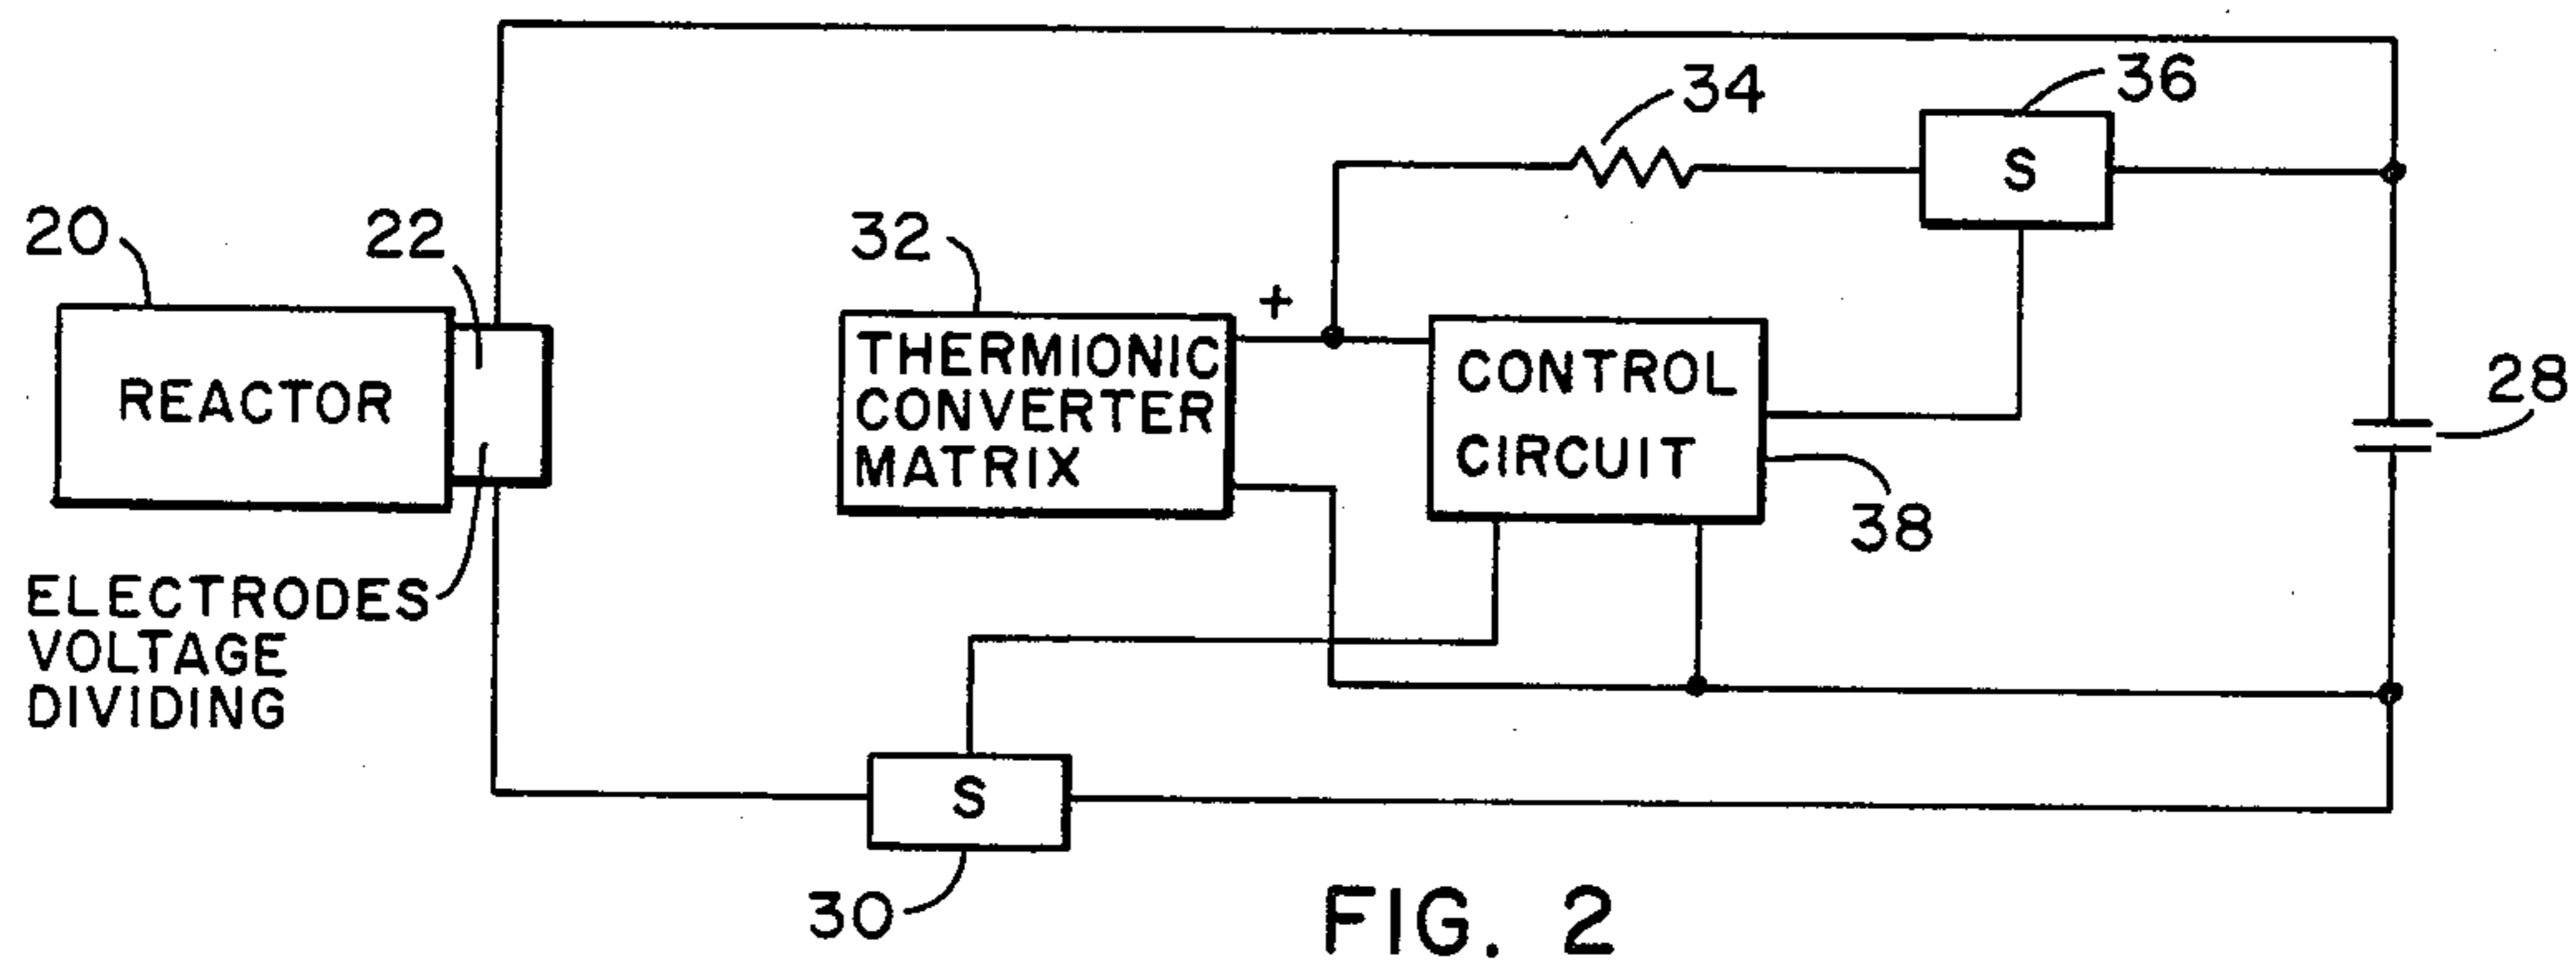 34
36
S
20
22
32
+
REACTOR
THERMIONIC
CONVERTER
MATRIX
CONTROL
CIRCUIT
28
38
ELECTRODES
VOLTAGE
DIVIDING
S
30
FIG. 2